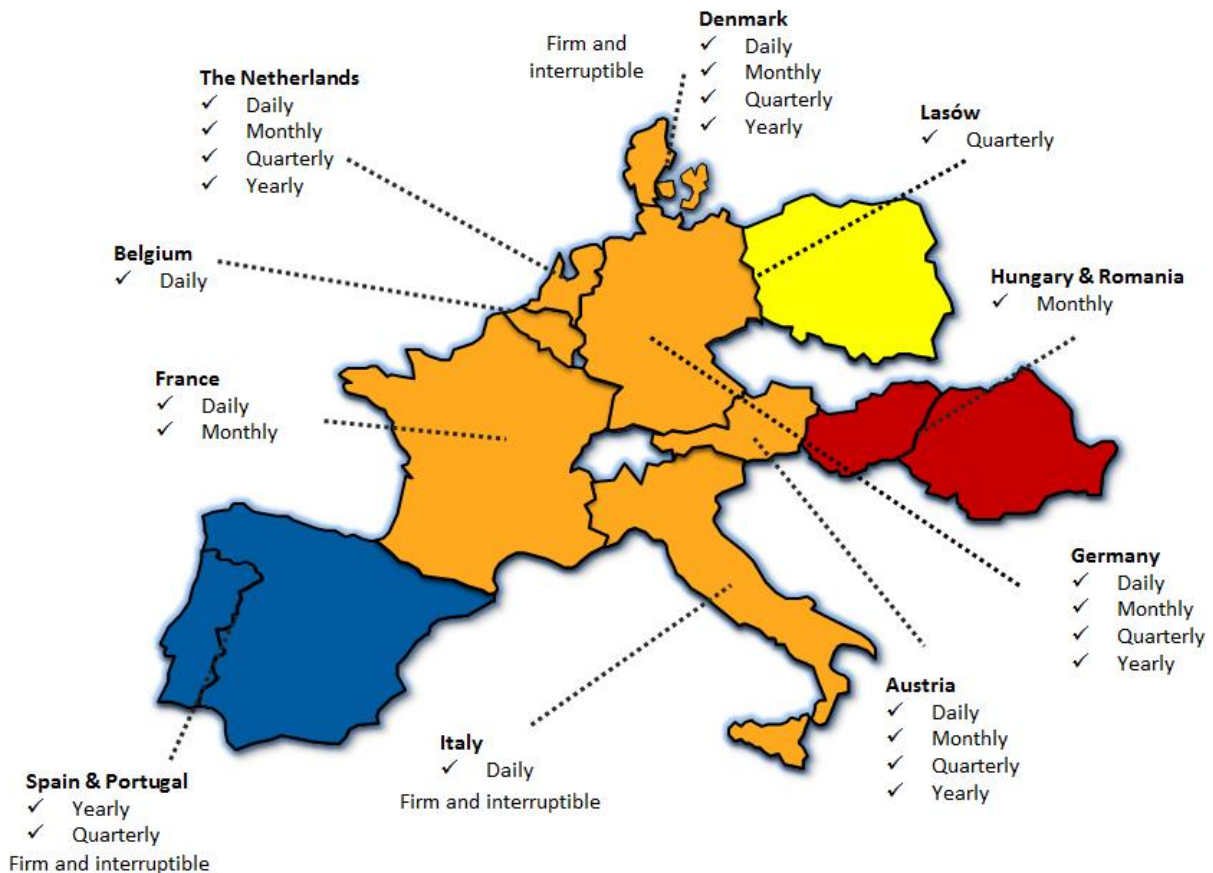 Denmark
✓ Daily
✓ Monthly
✓ Quarterly
✓ Yearly
Firm and
interruptible
The Netherlands
✓ Daily
✓ Monthly
✓ Quarterly
✓ Yearly
Lasów
✓ Quarterly
Belgium
✓ Daily
Hungary & Romania
✓ Monthly
France
✓ Daily
✓ Monthly
Germany
✓ Daily
✓ Monthly
✓ Quarterly
✓ Yearly
Austria
✓ Daily
✓ Monthly
✓ Quarterly
✓ Yearly
Italy
✓ Daily
Firm and interruptible
Spain & Portugal
✓ Yearly
✓ Quarterly
Firm and interruptible